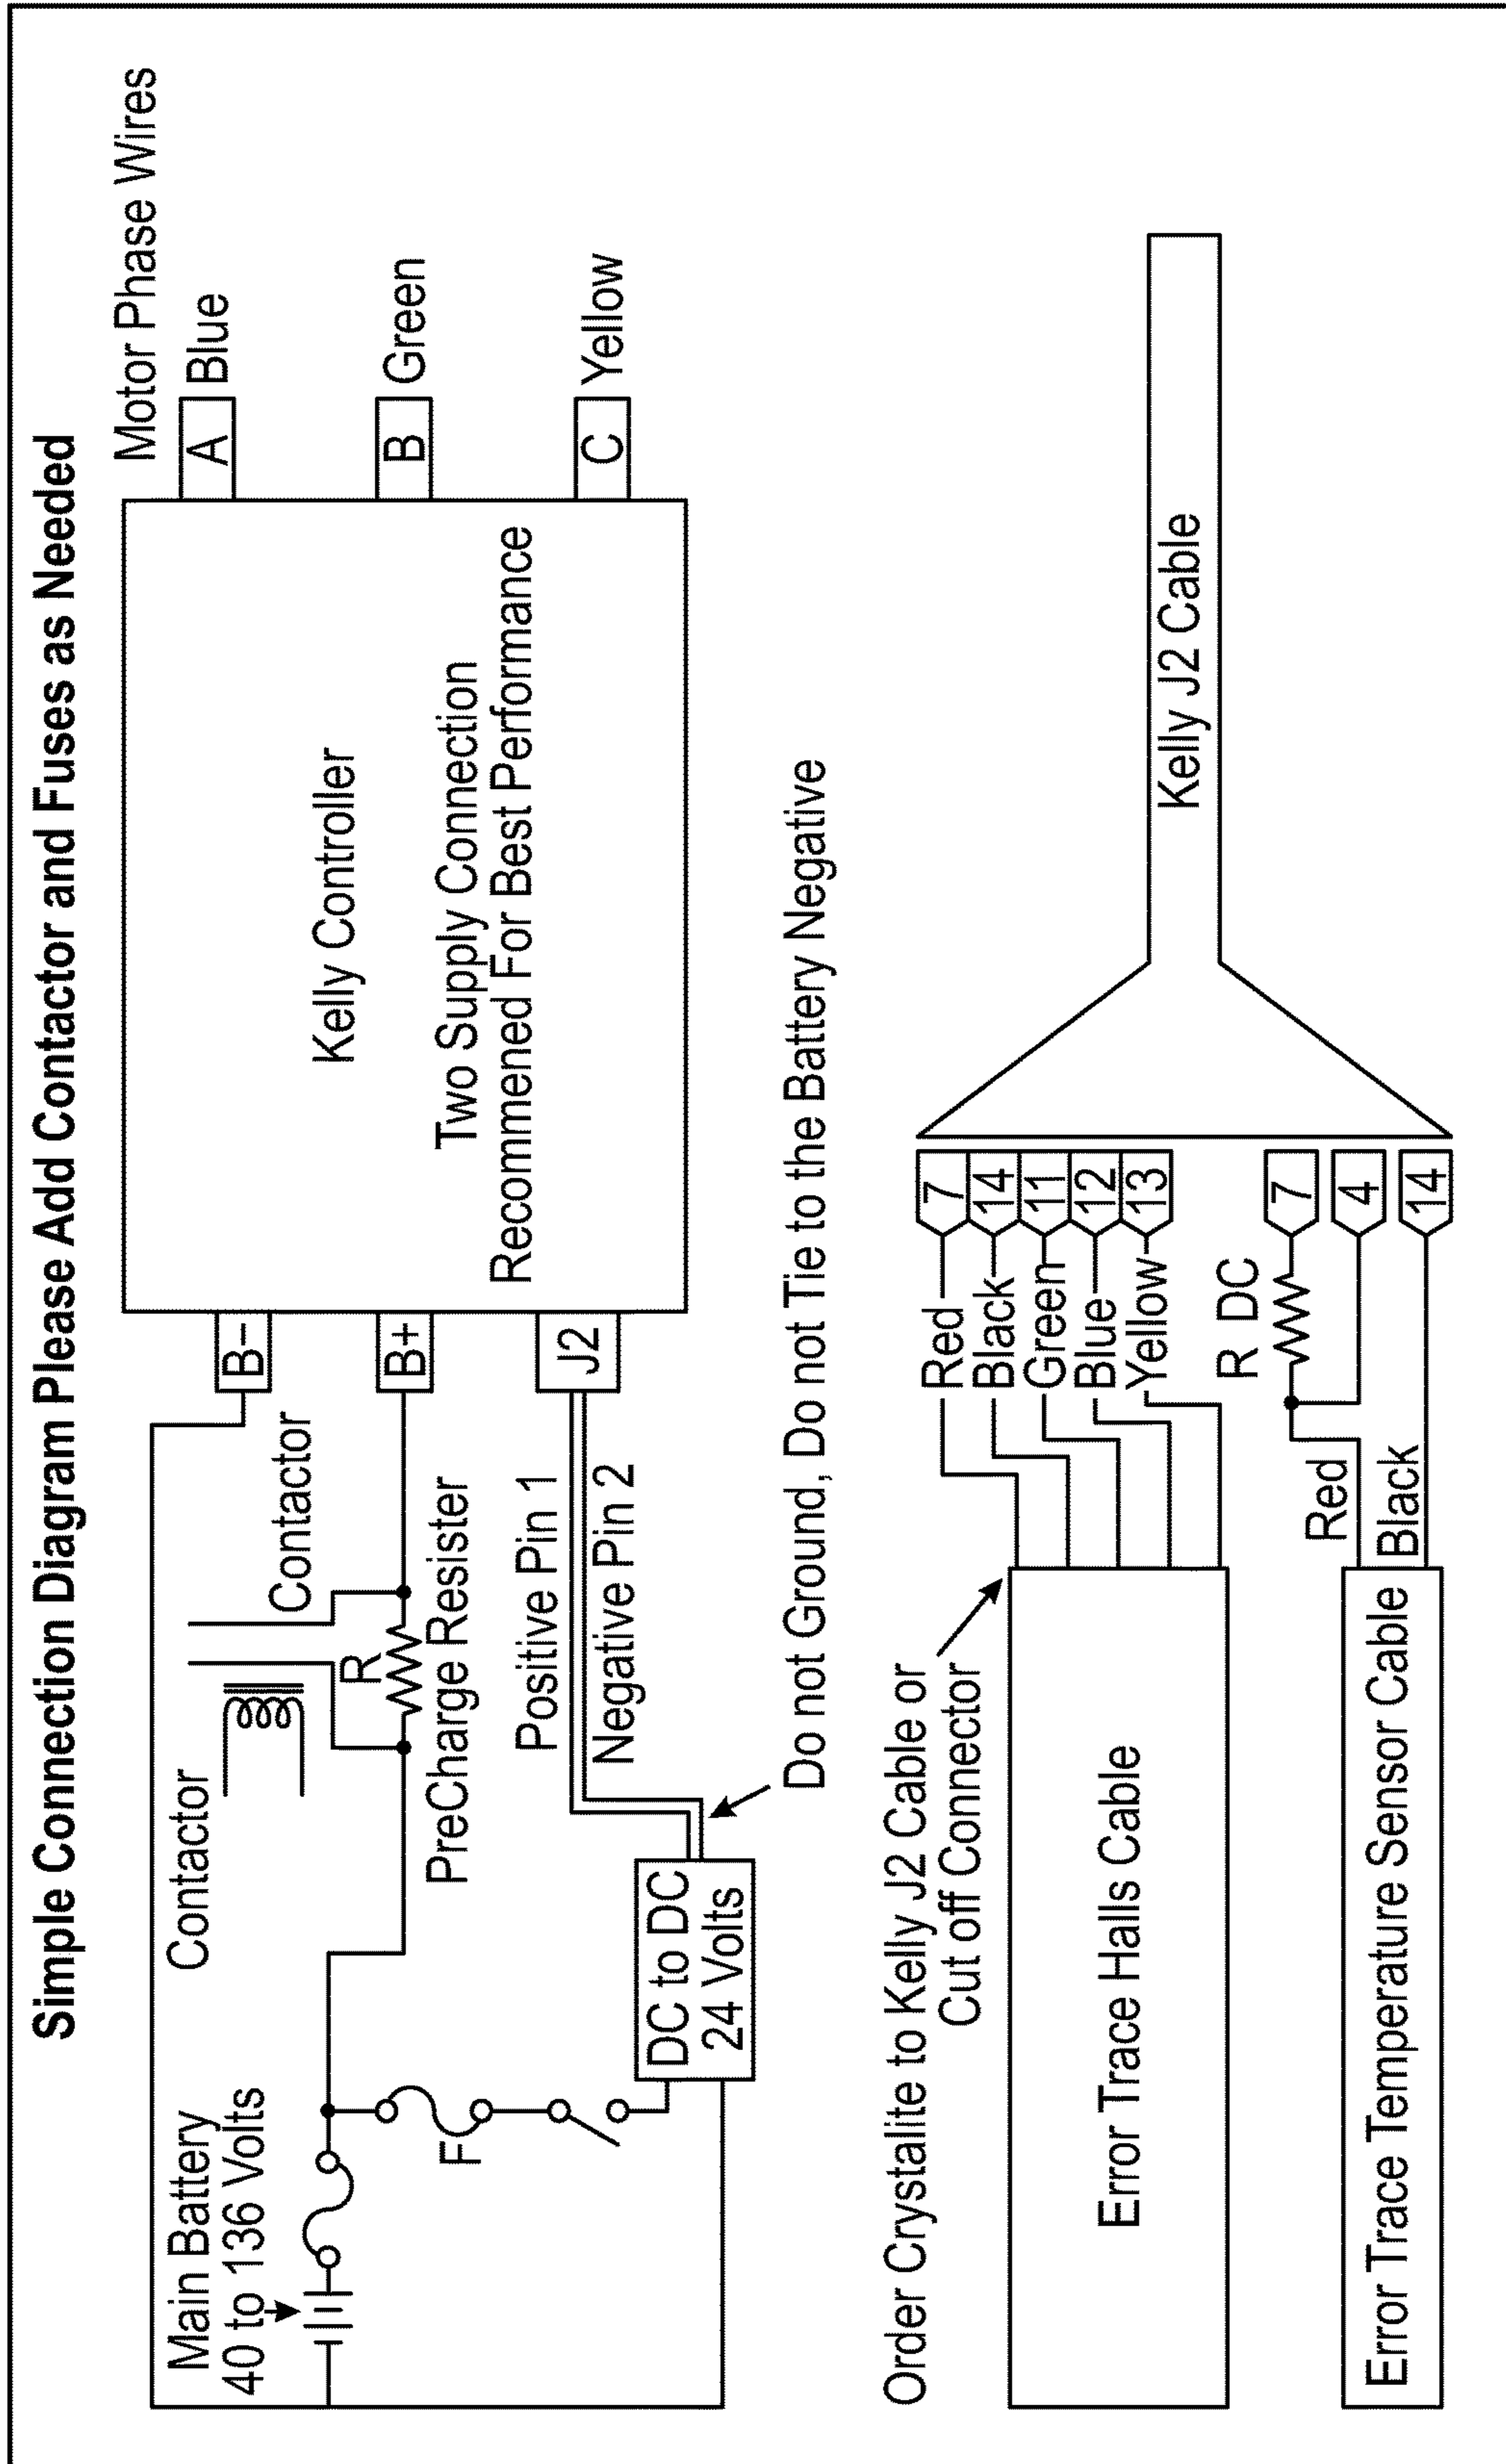 Simple Connection Diagram Please Add Contactor and Fuses as Needed
Motor Phase Wires
Main Battery
40 to 136 Volts
Contactor
Contactor
R
PreCharge Resister
F
DC to DC
24 Volts
Positive Pin 1
Negative Pin 2
B-
B+
J2
Kelly Controller
Two Supply Connection
Recommened For Best Performance
A
Blue
B
Green
C
Yellow
Do not Ground, Do not Tie to the Battery Negative
Order Crystalite to Kelly J2 Cable or
Cut off Connector
Error Trace Halls Cable
Red
Black
Green
Blue
Yellow
7
14
11
12
13
Kelly J2 Cable
R DC
7
4
14
Red
Black
Error Trace Temperature Sensor Cable